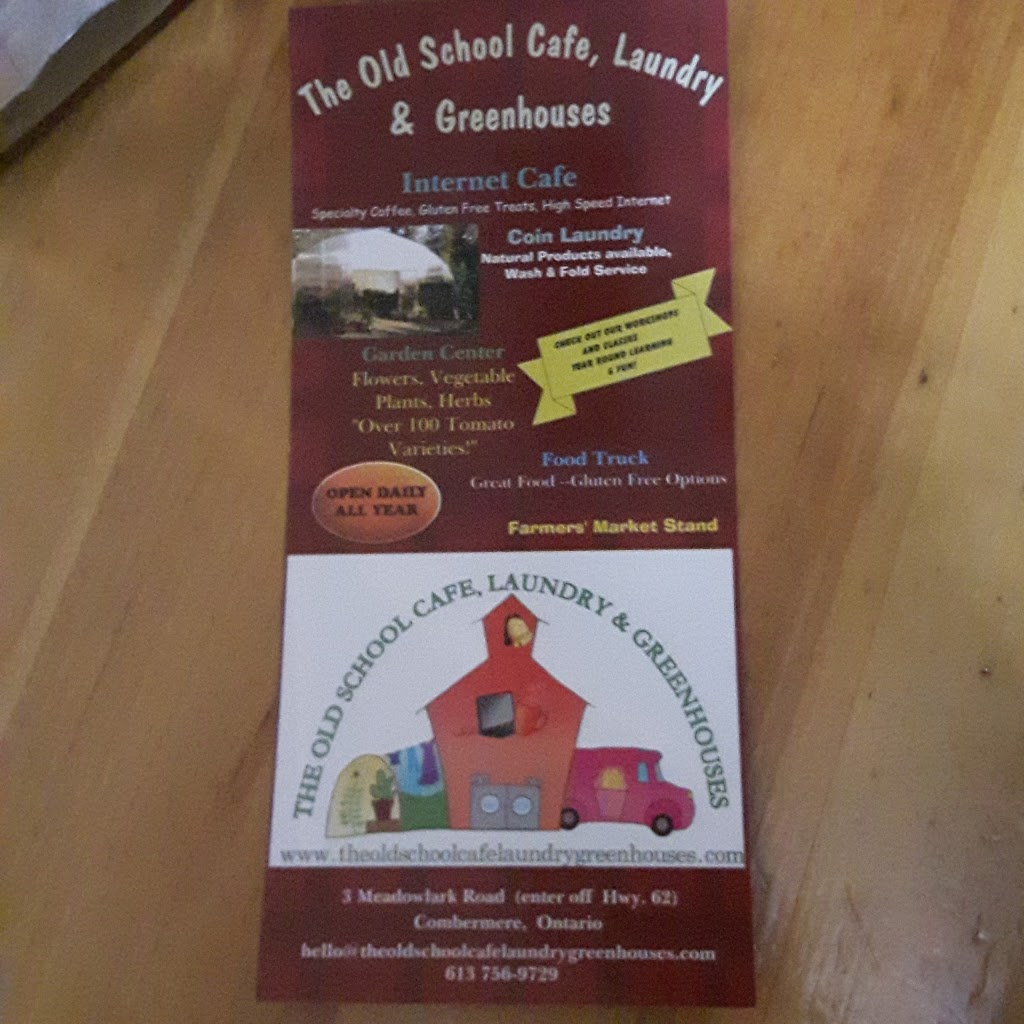 The Old School Cafe, Laundry
& Greenhouses
Internet Cafe
Specialty Coffee, Gluten Free Treats, High Speed Internet
Coin Laundry
Natural Products available,
Wash & Fold Service
CHECK OUT OUR WORKSHOPS
AND CLASSES
YEAR ROUND LEARNING
& FUN!
Garden Center
Flowers, Vegetable
Plants, Herbs
"Over 100 Tomato
Varieties!"
Food Truck
Great Food --Gluten Free Options
OPEN DAILY
ALL YEAR
Farmers' Market Stand
THE OLD SCHOOL CAFE, LAUNDRY & GREENHOUSES
www.theoldschoolcafelaundrygreenhouses.com
3 Meadowlark Road (enter off Hwy. 62)
Combermere, Ontario
hello@theoldschoolcafelaundrygreenhouses.com
613 756-9729